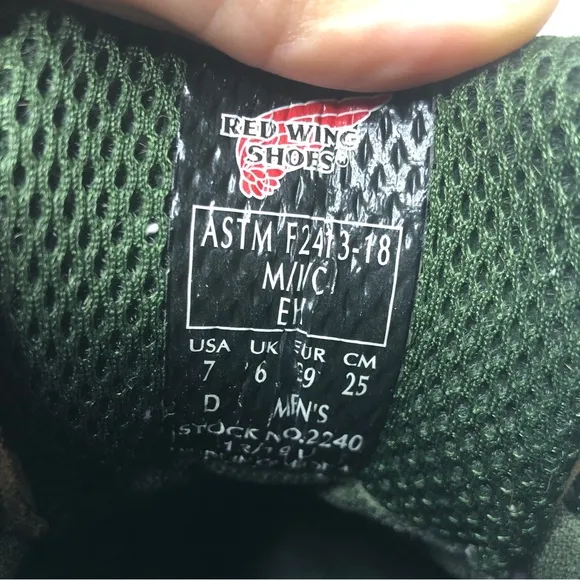 RED WING
SHOES
ASTM F2413-18
M/I/C
EH
USA UK EUR CM
7 6 39 25
D MEN'S
STOCK NO.2240